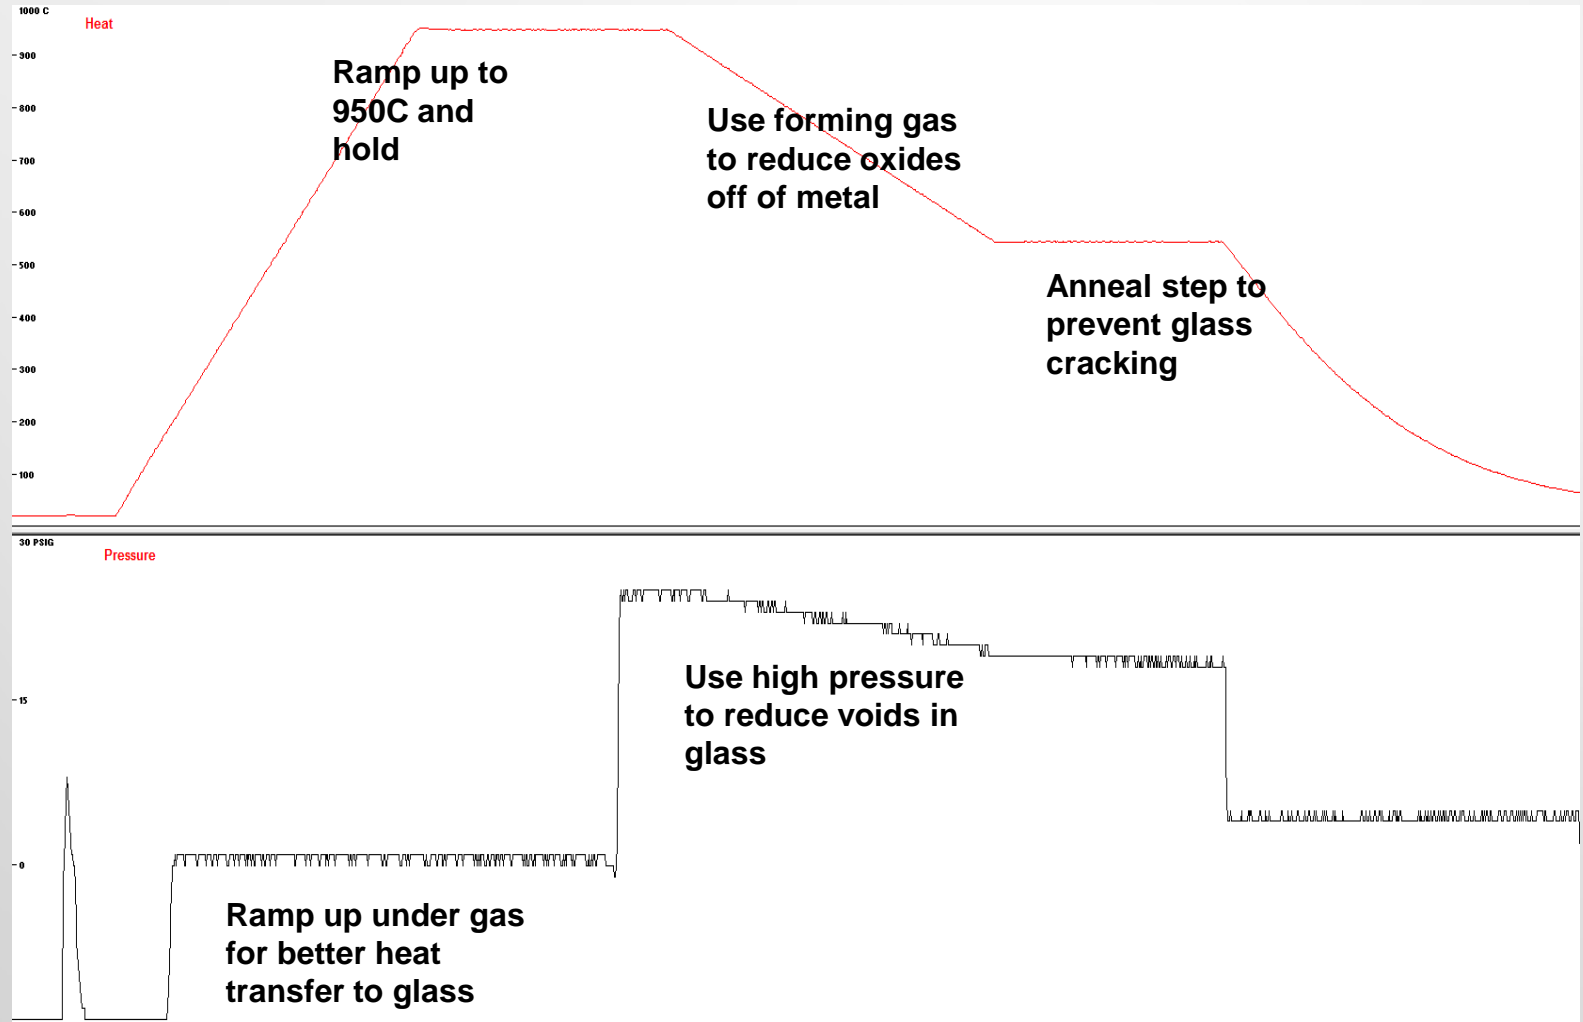 1000 C
Heat
900
800
700
600
500
400
300
200
100
Ramp up to
950C and
hold
Use forming gas
to reduce oxides
off of metal
Anneal step to
prevent glass
cracking
30 PSIG
Pressure
15
0
Use high pressure
to reduce voids in
glass
Ramp up under gas
for better heat
transfer to glass